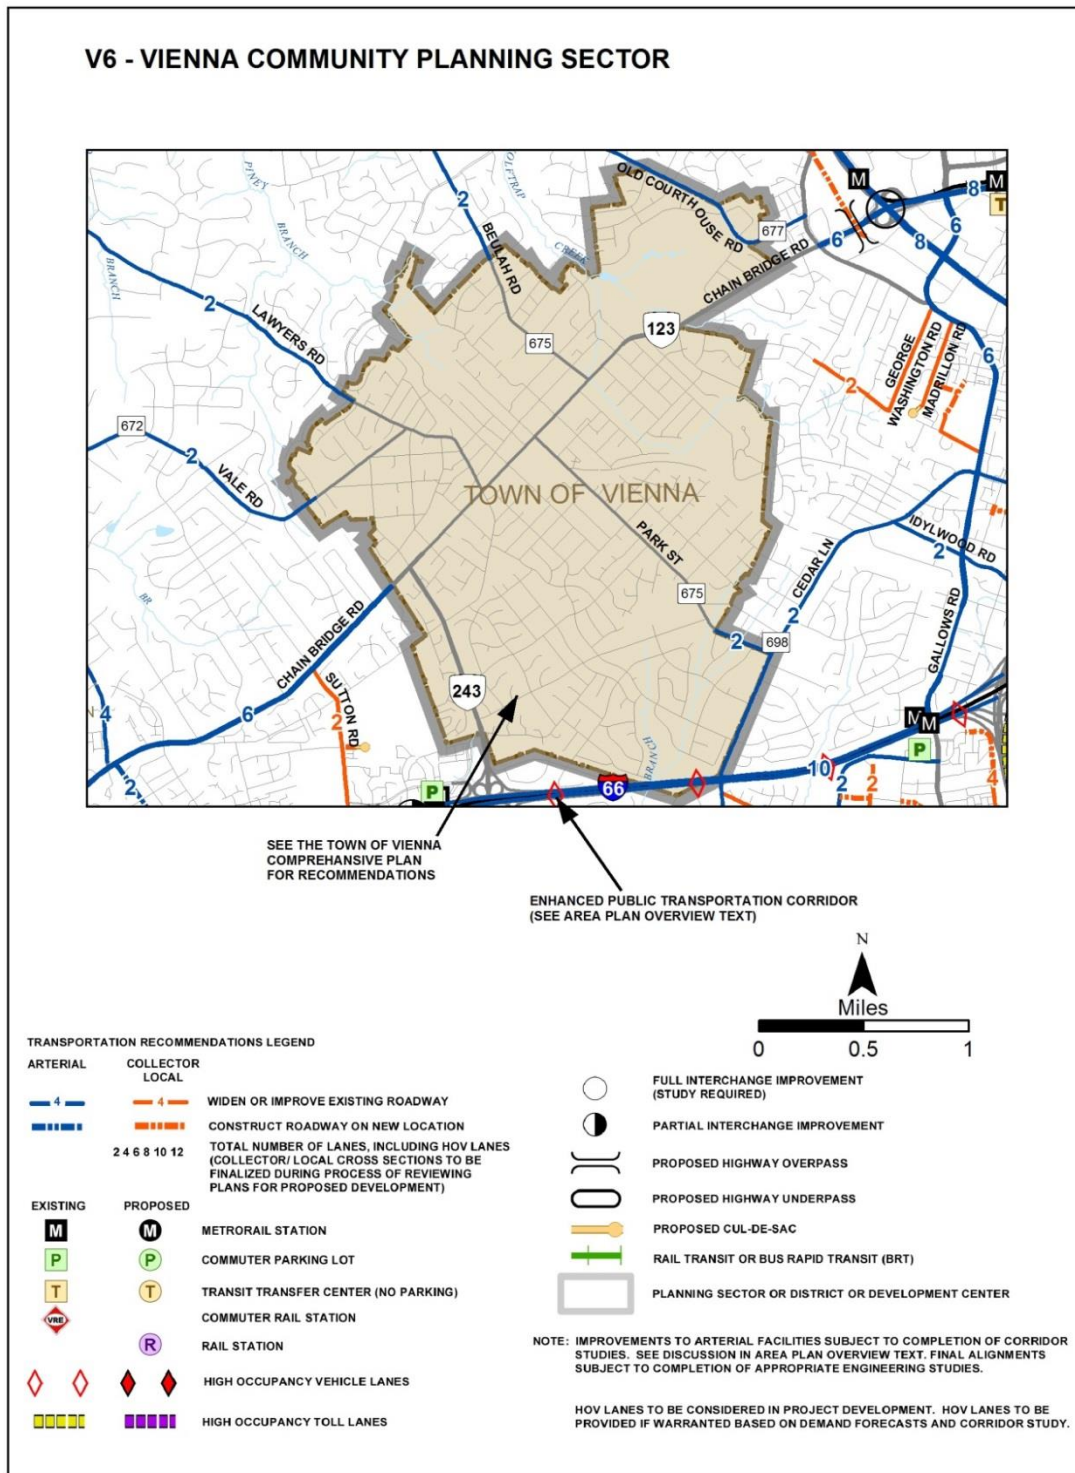 V6 - VIENNA COMMUNITY PLANNING SECTOR
PINEY
BRANCH
WOLFTRAP
CREEK
BRANCH
2
BEULAH RD
OLD COURTHOUSE RD
677
CHAIN BRIDGE RD
M
M
T
8
6
8
6
2
LAWYERS RD
675
123
GEORGE
WASHINGTON RD
MADRILLON RD
2
6
672
2
VALE RD
TOWN OF VIENNA
PARK ST
675
CEDAR LN
2
IDYLWOOD RD
2
BR
2
698
GALLOWS RD
CHAIN BRIDGE RD
6
243
SUTTON RD
2
4
2
BRANCH
M
M
P
P
66
10
2
2
4
SEE THE TOWN OF VIENNA
COMPREHANSIVE PLAN
FOR RECOMMENDATIONS
ENHANCED PUBLIC TRANSPORTATION CORRIDOR
(SEE AREA PLAN OVERVIEW TEXT)
N
Miles
0 0.5 1
TRANSPORTATION RECOMMENDATIONS LEGEND
ARTERIAL COLLECTOR
LOCAL
4 4 WIDEN OR IMPROVE EXISTING ROADWAY
CONSTRUCT ROADWAY ON NEW LOCATION
2 4 6 8 10 12 TOTAL NUMBER OF LANES, INCLUDING HOV LANES
(COLLECTOR/ LOCAL CROSS SECTIONS TO BE
FINALIZED DURING PROCESS OF REVIEWING
PLANS FOR PROPOSED DEVELOPMENT)
EXISTING PROPOSED
M M METRORAIL STATION
P P COMMUTER PARKING LOT
T T TRANSIT TRANSFER CENTER (NO PARKING)
VRE COMMUTER RAIL STATION
R RAIL STATION
HIGH OCCUPANCY VEHICLE LANES
HIGH OCCUPANCY TOLL LANES
FULL INTERCHANGE IMPROVEMENT
(STUDY REQUIRED)
PARTIAL INTERCHANGE IMPROVEMENT
PROPOSED HIGHWAY OVERPASS
PROPOSED HIGHWAY UNDERPASS
PROPOSED CUL-DE-SAC
RAIL TRANSIT OR BUS RAPID TRANSIT (BRT)
PLANNING SECTOR OR DISTRICT OR DEVELOPMENT CENTER
NOTE: IMPROVEMENTS TO ARTERIAL FACILITIES SUBJECT TO COMPLETION OF CORRIDOR
STUDIES. SEE DISCUSSION IN AREA PLAN OVERVIEW TEXT. FINAL ALIGNMENTS
SUBJECT TO COMPLETION OF APPROPRIATE ENGINEERING STUDIES.
HOV LANES TO BE CONSIDERED IN PROJECT DEVELOPMENT. HOV LANES TO BE
PROVIDED IF WARRANTED BASED ON DEMAND FORECASTS AND CORRIDOR STUDY.